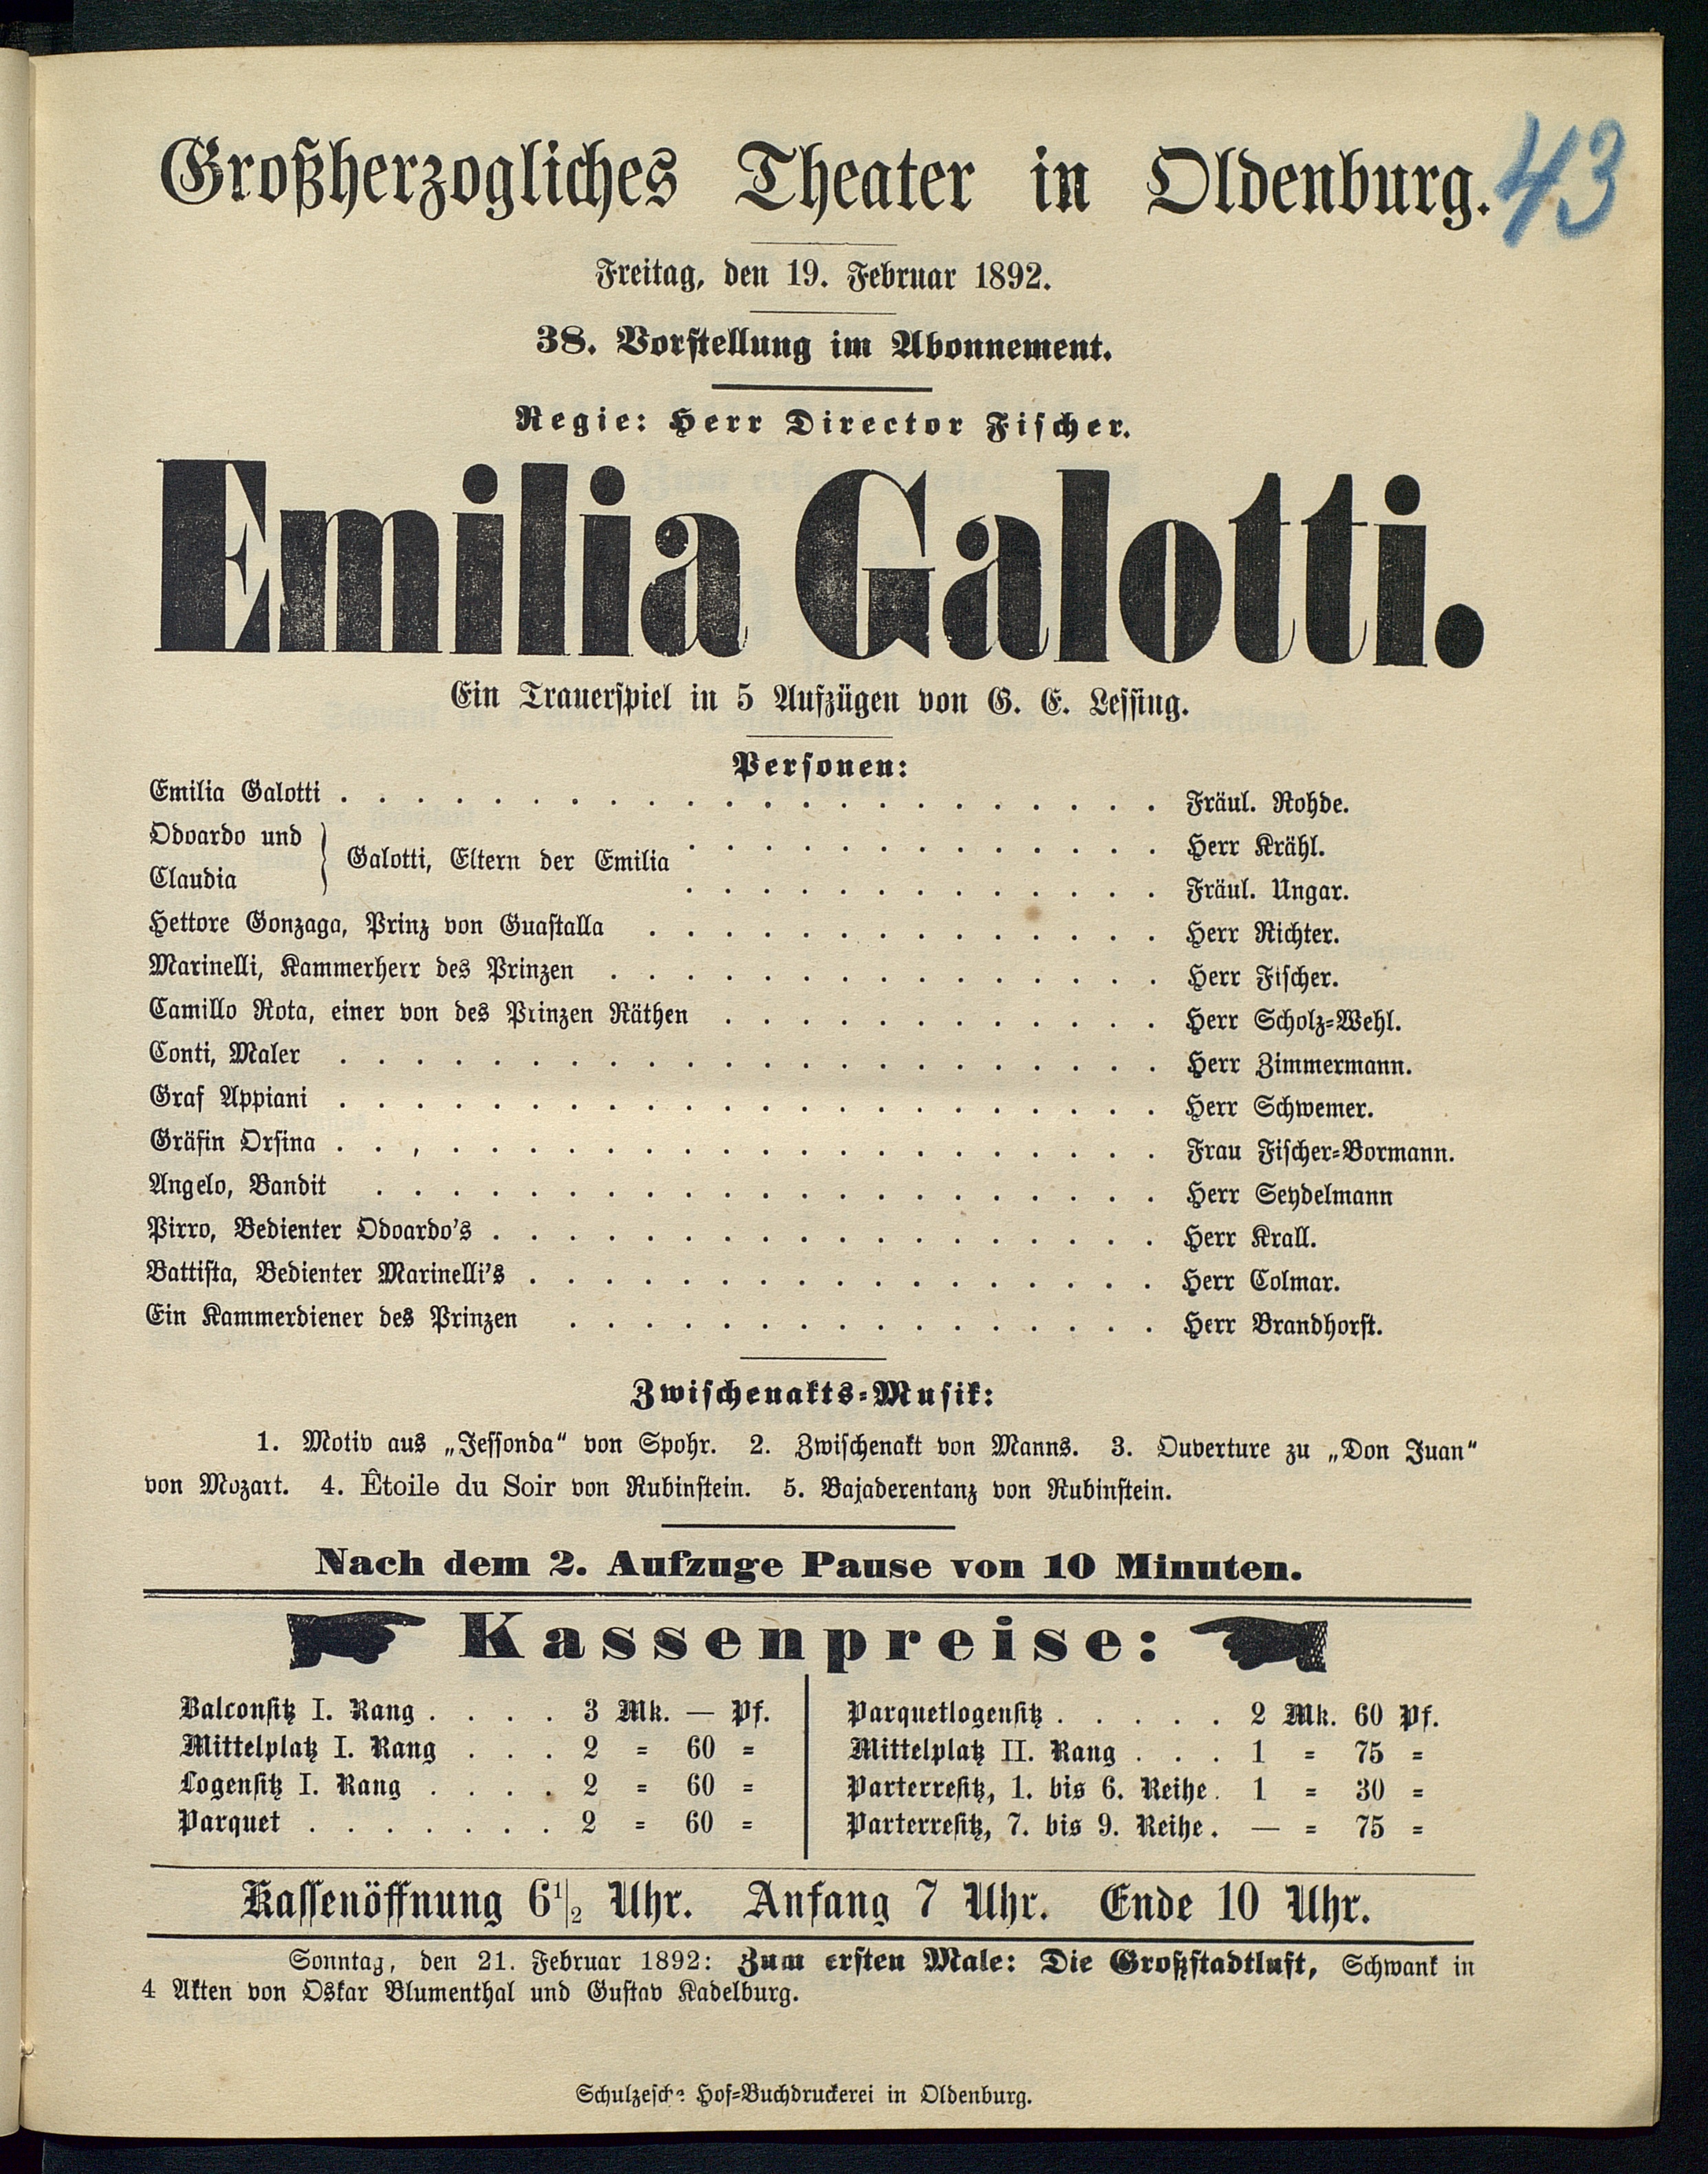 Großherzogliches Theater in Oldenburg.
43
Freitag, den 19. Februar 1892.
38. Vorstellung im Abonnement.
Regie: Herr Director Fischer.
Emilia Galotti.
Ein Trauerspiel in 5 Aufzügen von G. E. Lessing.
Personen:
Emilia Galotti . . . . . . . . . . . . . . . . . . . . . . Fräul. Rohde.
Odoardo und } Galotti, Eltern der Emilia . . . . . . . . . . . . . Herr Krähl.
Claudia . . . . . . . . . . . . . Fräul. Ungar.
Hettore Gonzaga, Prinz von Guastalla . . . . . . . . . . . . . . Herr Richter.
Marinelli, Kammerherr des Prinzen . . . . . . . . . . . . . . . Herr Fischer.
Camillo Rota, einer von des Prinzen Räthen . . . . . . . . . . . . Herr Scholz=Wehl.
Conti, Maler . . . . . . . . . . . . . . . . . . . . . . Herr Zimmermann.
Graf Appiani . . . . . . . . . . . . . . . . . . . . . . Herr Schwemer.
Gräfin Orsina . . , . . . . . . . . . . . . . . . . . . . Frau Fischer=Bormann.
Angelo, Bandit . . . . . . . . . . . . . . . . . . . . . Herr Seydelmann
Pirro, Bedienter Odoardo's . . . . . . . . . . . . . . . . . . Herr Krall.
Battista, Bedienter Marinelli's . . . . . . . . . . . . . . . . . Herr Colmar.
Ein Kammerdiener des Prinzen . . . . . . . . . . . . . . . . Herr Brandhorst.
Zwischenakts=Musik:
1. Motiv aus „Jessonda“ von Spohr. 2. Zwischenakt von Manns. 3. Ouverture zu „Don Juan“
von Mozart. 4. Êtoile du Soir von Rubinstein. 5. Bajaderentanz von Rubinstein.
Nach dem 2. Aufzuge Pause von 10 Minuten.
Kassenpreise:
Balconsitz I. Rang . . . . 3 Mk. — Pf.
Mittelplatz I. Rang . . . 2 = 60 =
Logensitz I. Rang . . . . 2 = 60 =
Parquet . . . . . . . 2 = 60 =
Parquetlogensitz . . . . . 2 Mk. 60 Pf.
Mittelplatz II. Rang . . . 1 = 75 =
Parterresitz, 1. bis 6. Reihe . 1 = 30 =
Parterresitz, 7. bis 9. Reihe . — = 75 =
Kassenöffnung 6 1/2 Uhr. Anfang 7 Uhr. Ende 10 Uhr.
Sonntag, den 21. Februar 1892: Zum ersten Male: Die Großstadtluft, Schwank in
4 Akten von Oskar Blumenthal und Gustav Kadelburg.
Schulzesche Hof=Buchdruckerei in Oldenburg.